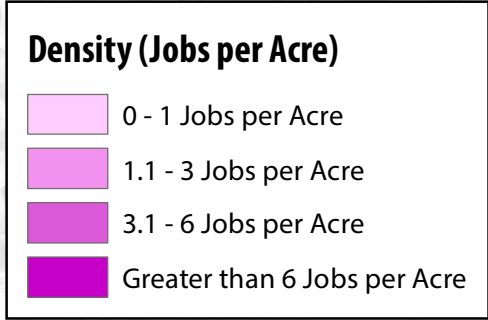 Density (Jobs per Acre)
0 - 1 Jobs per Acre
1.1 - 3 Jobs per Acre
3.1 - 6 Jobs per Acre
Greater than 6 Jobs per Acre